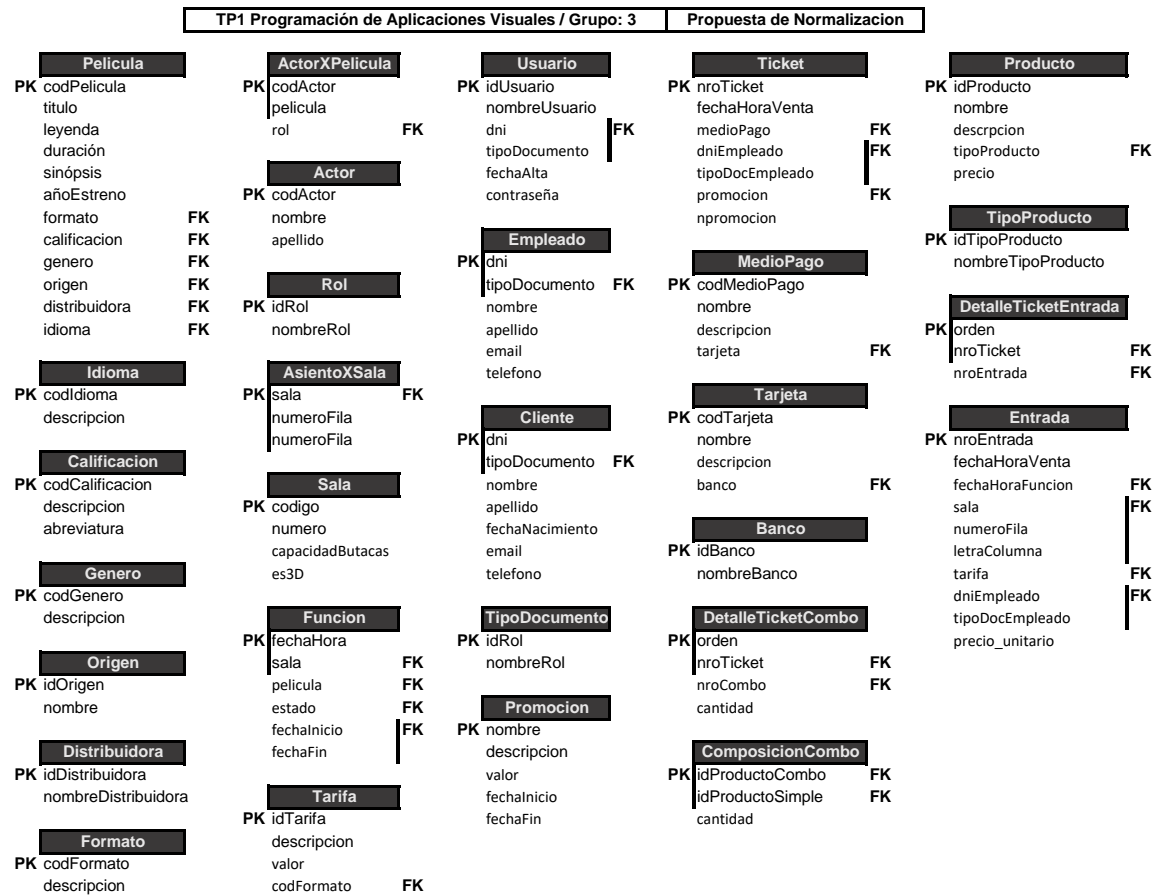 TP1 Programación de Aplicaciones Visuales / Grupo: 3 Propuesta de Normalizacion
Pelicula
PK codPelicula
titulo
leyenda
duración
sinópsis
añoEstreno
formato FK
calificacion FK
genero FK
origen FK
distribuidora FK
idioma FK
Idioma
PK codIdioma
descripcion
Calificacion
PK codCalificacion
descripcion
abreviatura
Genero
PK codGenero
descripcion
Origen
PK idOrigen
nombre
Distribuidora
PK idDistribuidora
nombreDistribuidora
Formato
PK codFormato
descripcion
ActorXPelicula
PK codActor
pelicula
rol FK
Actor
PK codActor
nombre
apellido
Rol
PK idRol
nombreRol
AsientoXSala
PK sala FK
numeroFila
numeroFila
Sala
PK codigo
numero
capacidadButacas
es3D
Funcion
PK fechaHora
sala FK
pelicula FK
estado FK
fechaInicio FK
fechaFin
Tarifa
PK idTarifa
descripcion
valor
codFormato FK
Usuario
PK idUsuario
nombreUsuario
dni FK
tipoDocumento
fechaAlta
contraseña
Empleado
PK dni
tipoDocumento FK
nombre
apellido
email
telefono
Cliente
PK dni
tipoDocumento FK
nombre
apellido
fechaNacimiento
email
telefono
TipoDocumento
PK idRol
nombreRol
Promocion
PK nombre
descripcion
valor
fechaInicio
fechaFin
Ticket
PK nroTicket
fechaHoraVenta
medioPago FK
dniEmpleado FK
tipoDocEmpleado
promocion FK
npromocion
MedioPago
PK codMedioPago
nombre
descripcion
tarjeta FK
Tarjeta
PK codTarjeta
nombre
descripcion
banco FK
Banco
PK idBanco
nombreBanco
DetalleTicketCombo
PK orden
nroTicket FK
nroCombo FK
cantidad
ComposicionCombo
PK idProductoCombo FK
idProductoSimple FK
cantidad
Producto
PK idProducto
nombre
descrpcion
tipoProducto FK
precio
TipoProducto
PK idTipoProducto
nombreTipoProducto
DetalleTicketEntrada
PK orden
nroTicket FK
nroEntrada FK
Entrada
PK nroEntrada
fechaHoraVenta
fechaHoraFuncion FK
sala FK
numeroFila
letraColumna
tarifa FK
dniEmpleado FK
tipoDocEmpleado
precio_unitario